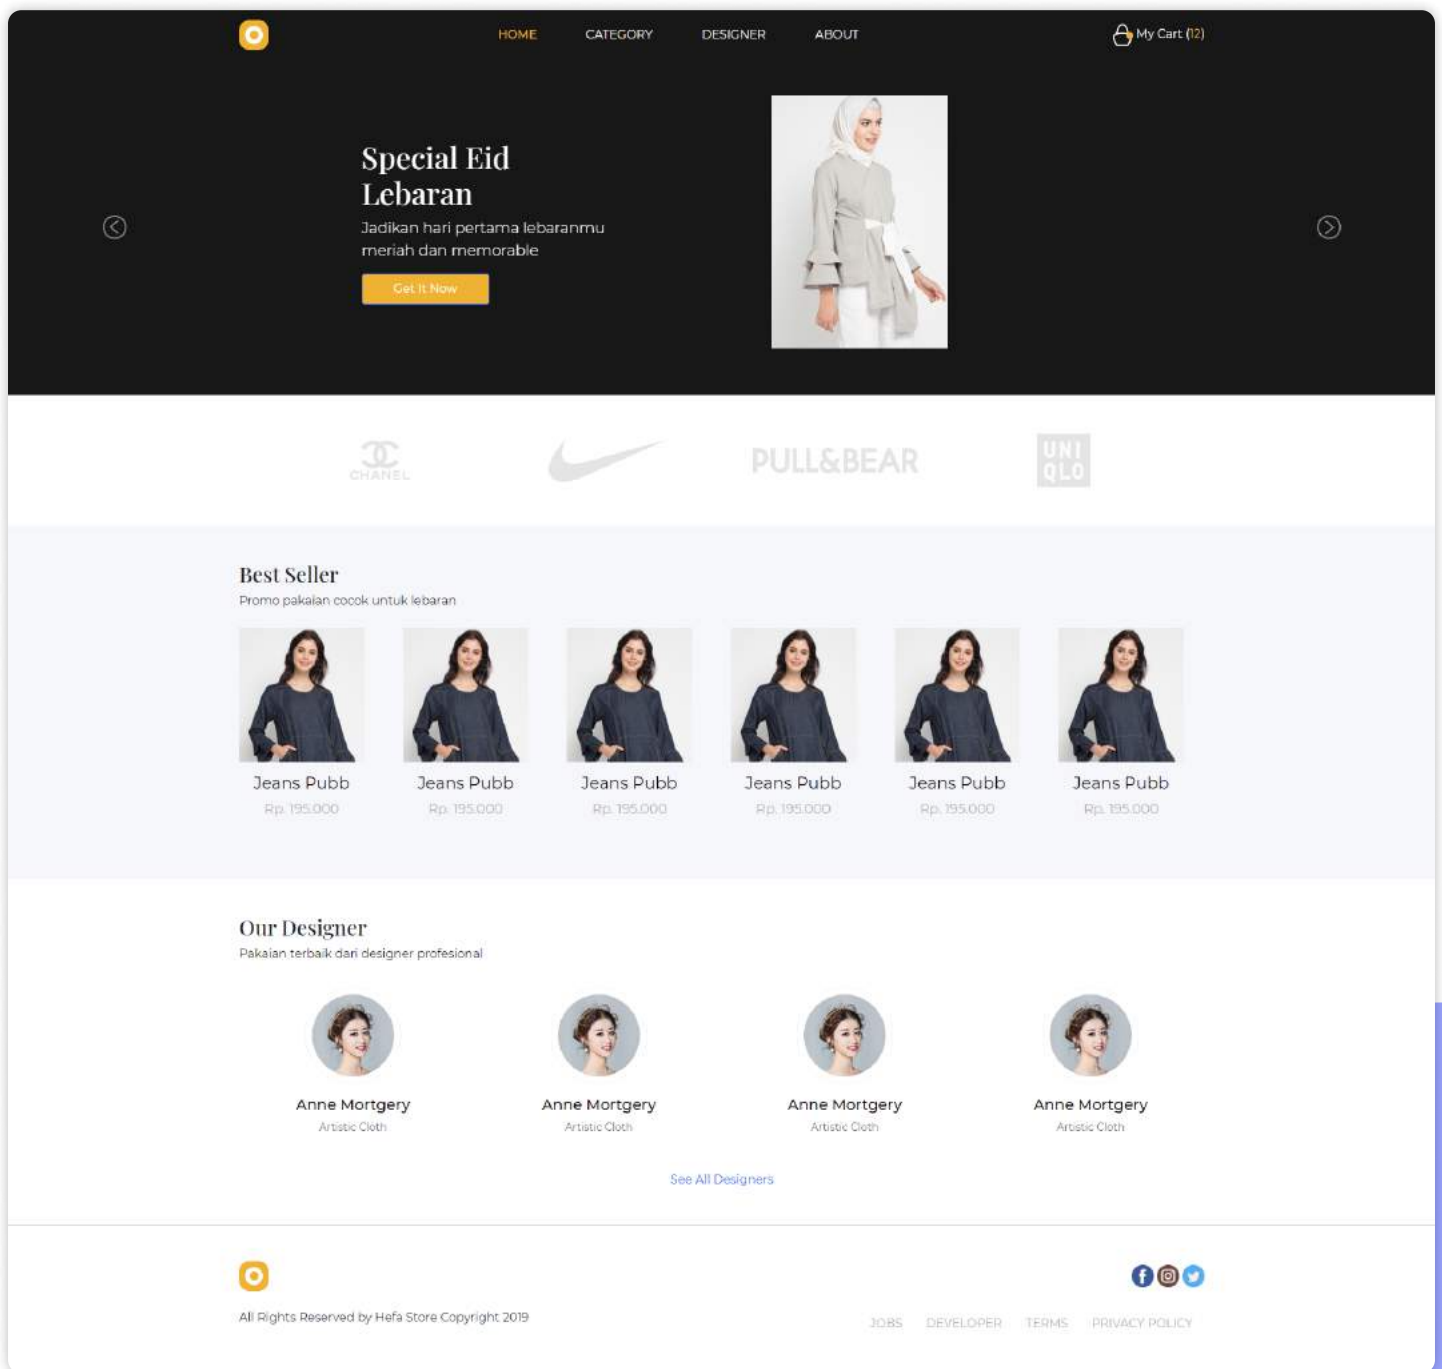 HOME CATEGORY DESIGNER ABOUT My Cart (12)
Special Eid
Lebaran
Jadikan hari pertama lebaranmu
meriah dan memorable
Get It Now
CHANEL PULL&BEAR UNI
QLO
Best Seller
Promo pakaian cocok untuk lebaran
Jeans Pubb Jeans Pubb Jeans Pubb Jeans Pubb Jeans Pubb Jeans Pubb
Rp. 195.000 Rp. 195.000 Rp. 195.000 Rp. 195.000 Rp. 195.000 Rp. 195.000
Our Designer
Pakaian terbaik dari designer profesional
Anne Mortgery Anne Mortgery Anne Mortgery Anne Mortgery
Artistic Cloth Artistic Cloth Artistic Cloth Artistic Cloth
See All Designers
All Rights Reserved by Hefa Store Copyright 2019
JOBS DEVELOPER TERMS PRIVACY POLICY